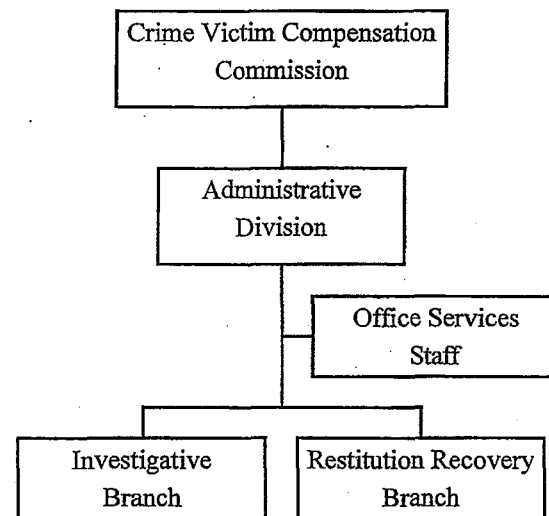 Crime Victim Compensation
Commission
Administrative
Division
Office Services
Staff
Investigative
Branch
Restitution Recovery
Branch